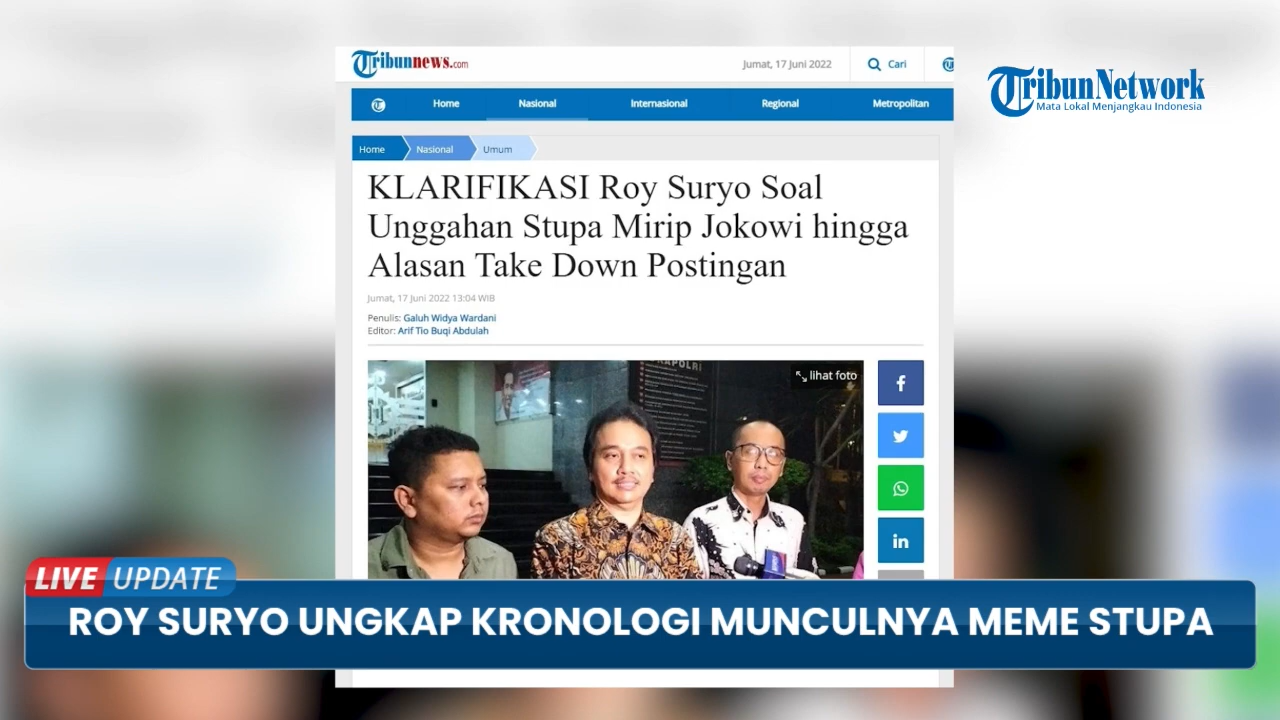 Tribunnews.com
Jumat, 17 Juni 2022
Cari
TribunNetwork
Mata Lokal Menjangkau Indonesia
Home
Nasional
Internasional
Regional
Metropolitan
Home
Nasional
Umum
KLARIFIKASI Roy Suryo Soal
Unggahan Stupa Mirip Jokowi hingga
Alasan Take Down Postingan
Jumat, 17 Juni 2022 13:04 WIB
Penulis: Galuh Widya Wardani
Editor: Arif Tio Buqi Abdulah
lihat foto
LIVE UPDATE
ROY SURYO UNGKAP KRONOLOGI MUNCULNYA MEME STUPA